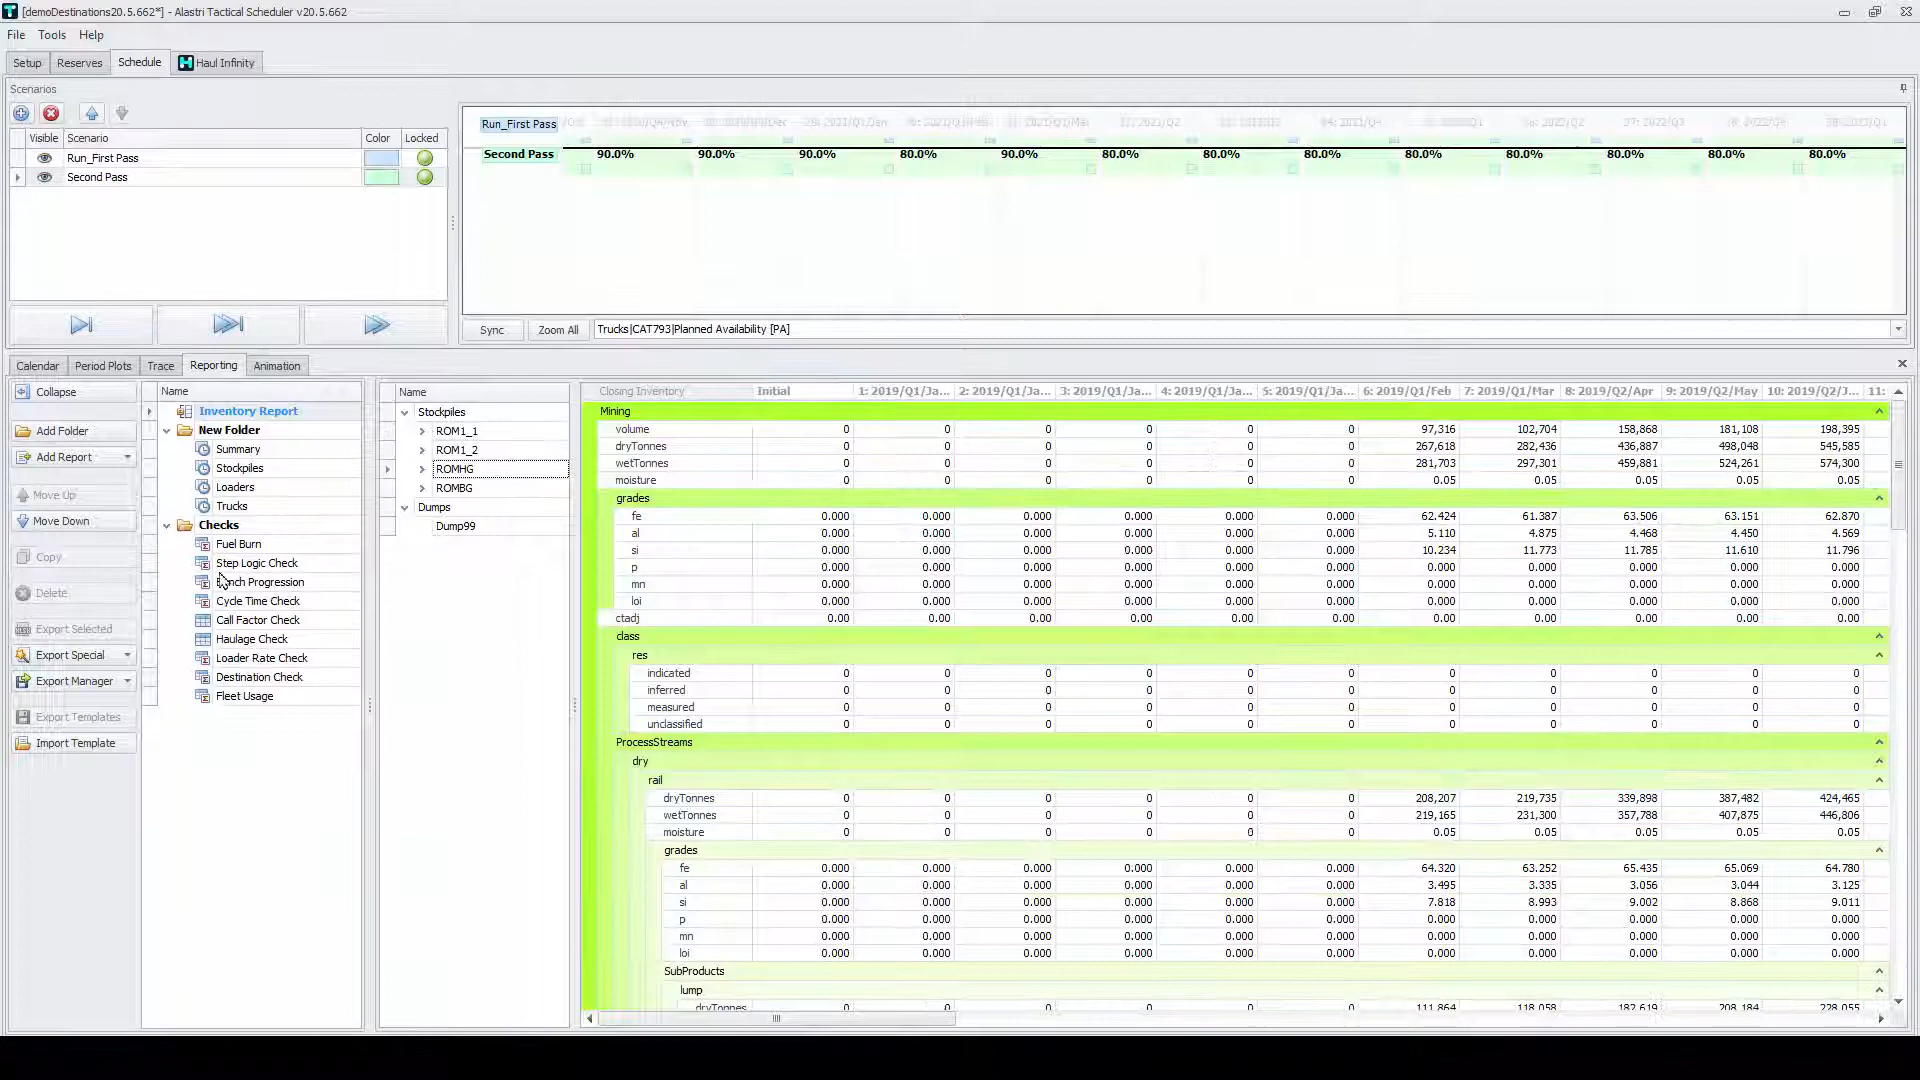 [demoDestinations20.5.662*] - Alastri Tactical Scheduler v20.5.662
File Tools Help
Setup Reserves Schedule Haul Infinity
Scenarios
Visible Scenario Color Locked
Run_First Pass
Second Pass
Run_First Pass
Second Pass 90.0% 90.0% 90.0% 80.0% 90.0% 80.0% 80.0% 80.0% 80.0% 80.0% 80.0% 80.0% 80.0%
Sync Zoom All Trucks|CAT793|Planned Availability [PA]
Calendar Period Plots Trace Reporting Animation
Collapse
Add Folder
Add Report
Move Up
Move Down
Copy
Delete
Export Selected
Export Special
Export Manager
Export Templates
Import Template
Name
Inventory Report
New Folder
Summary
Stockpiles
Loaders
Trucks
Checks
Fuel Burn
Step Logic Check
nch Progression
Cycle Time Check
Call Factor Check
Haulage Check
Loader Rate Check
Destination Check
Fleet Usage
Name
Stockpiles
ROM1_1
ROM1_2
ROMHG
ROMBG
Dumps
Dump99
Closing Inventory Initial 1: 2019/Q1/Ja... 2: 2019/Q1/Ja... 3: 2019/Q1/Ja... 4: 2019/Q1/Ja... 5: 2019/Q1/Ja... 6: 2019/Q1/Feb 7: 2019/Q1/Mar 8: 2019/Q2/Apr 9: 2019/Q2/May 10: 2019/Q2/J... 11:
Mining
volume 0 0 0 0 0 0 97,316 102,704 158,868 181,108 198,395
dryTonnes 0 0 0 0 0 0 267,618 282,436 436,887 498,048 545,585
wetTonnes 0 0 0 0 0 0 281,703 297,301 459,881 524,261 574,300
moisture 0 0 0 0 0 0 0.05 0.05 0.05 0.05 0.05
grades
fe 0.000 0.000 0.000 0.000 0.000 0.000 62.424 61.387 63.506 63.151 62.870
al 0.000 0.000 0.000 0.000 0.000 0.000 5.110 4.875 4.468 4.450 4.569
si 0.000 0.000 0.000 0.000 0.000 0.000 10.234 11.773 11.785 11.610 11.796
p 0.000 0.000 0.000 0.000 0.000 0.000 0.000 0.000 0.000 0.000 0.000
mn 0.000 0.000 0.000 0.000 0.000 0.000 0.000 0.000 0.000 0.000 0.000
loi 0.000 0.000 0.000 0.000 0.000 0.000 0.000 0.000 0.000 0.000 0.000
ctadj 0.00 0.00 0.00 0.00 0.00 0.00 0.00 0.00 0.00 0.00 0.00
class
res
indicated 0 0 0 0 0 0 0 0 0 0 0
inferred 0 0 0 0 0 0 0 0 0 0 0
measured 0 0 0 0 0 0 0 0 0 0 0
unclassified 0 0 0 0 0 0 0 0 0 0 0
ProcessStreams
dry
rail
dryTonnes 0 0 0 0 0 0 208,207 219,735 339,898 387,482 424,465
wetTonnes 0 0 0 0 0 0 219,165 231,300 357,788 407,875 446,806
moisture 0 0 0 0 0 0 0.05 0.05 0.05 0.05 0.05
grades
fe 0.000 0.000 0.000 0.000 0.000 0.000 64.320 63.252 65.435 65.069 64.780
al 0.000 0.000 0.000 0.000 0.000 0.000 3.495 3.335 3.056 3.044 3.125
si 0.000 0.000 0.000 0.000 0.000 0.000 7.818 8.993 9.002 8.868 9.011
p 0.000 0.000 0.000 0.000 0.000 0.000 0.000 0.000 0.000 0.000 0.000
mn 0.000 0.000 0.000 0.000 0.000 0.000 0.000 0.000 0.000 0.000 0.000
loi 0.000 0.000 0.000 0.000 0.000 0.000 0.000 0.000 0.000 0.000 0.000
SubProducts
lump
dryTonnes 0 0 0 0 0 0 111,864 118,058 182,619 208,184 228,055